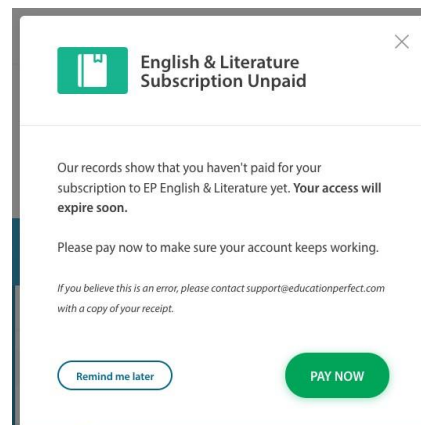 English & Literature
Subscription Unpaid
Our records show that you haven't paid for your
subscription to EP English & Literature yet. Your access will
expire soon.
Please pay now to make sure your account keeps working.
If you believe this is an error, please contact support@educationperfect.com
with a copy of your receipt.
Remind me later
PAY NOW